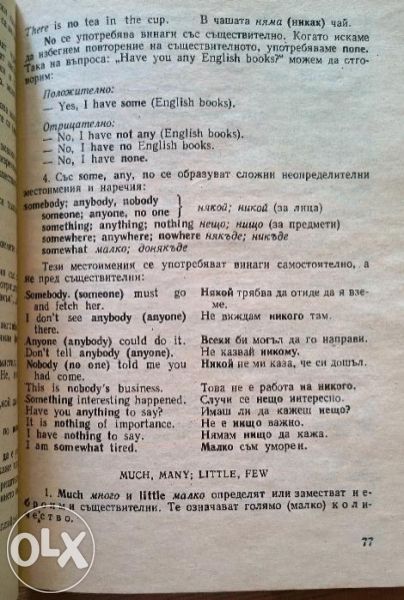 There is no tea in the cup. В чашата няма (никак) чай.
No се употребява винаги със съществително. Когато искаме
да избегнем повторение на съществителното, употребяваме none.
Така на въпроса: „Have you any English books?" можем да отго-
ворим:
Положително:
— Yes, I have some (English books).
Отрицателно:
— No, I have not any (English books).
— No, I have no English books.
— No, I have none.
4. Със some, any, no се образуват сложни неопределителни
местоимения и наречия:
somebody; anybody, nobody
someone; anyone, no one } някой; никой (за лица)
something; anything; nothing нещо; нищо (за предмети)
somewhere; anywhere; nowhere някъде; никъде
somewhat малко; донякъде
Тези местоимения се употребяват винаги самостоятелно, а
не пред съществителни:
Somebody. (someone) must go Някой трябва да отиде да я взе-
and fetch her. ме.
I don't see anybody (anyone) Не виждам никого там.
there.
Anyone (anybody) could do it. Всеки би могъл да го направи.
Don't tell anybody (anyone). Не казвай никому.
Nobody (no one) told me you Никой не ми каза, че си дошъл.
had come.
This is nobody's business. Това не е работа на никого.
Something interesting happened. Случи се нещо интересно.
Have you anything to say? Имаш ли да кажеш нещо?
It is nothing of importance. Не е нищо важно.
I have nothing to say. Нямам нищо да кажа.
I am somewhat tired. Малко съм уморен.
MUCH, MANY; LITTLE, FEW
1. Much много и little малко определят или заместват не-
бройни съществителни. Те означават голямо (малко) коли-
чество.
77
OLX